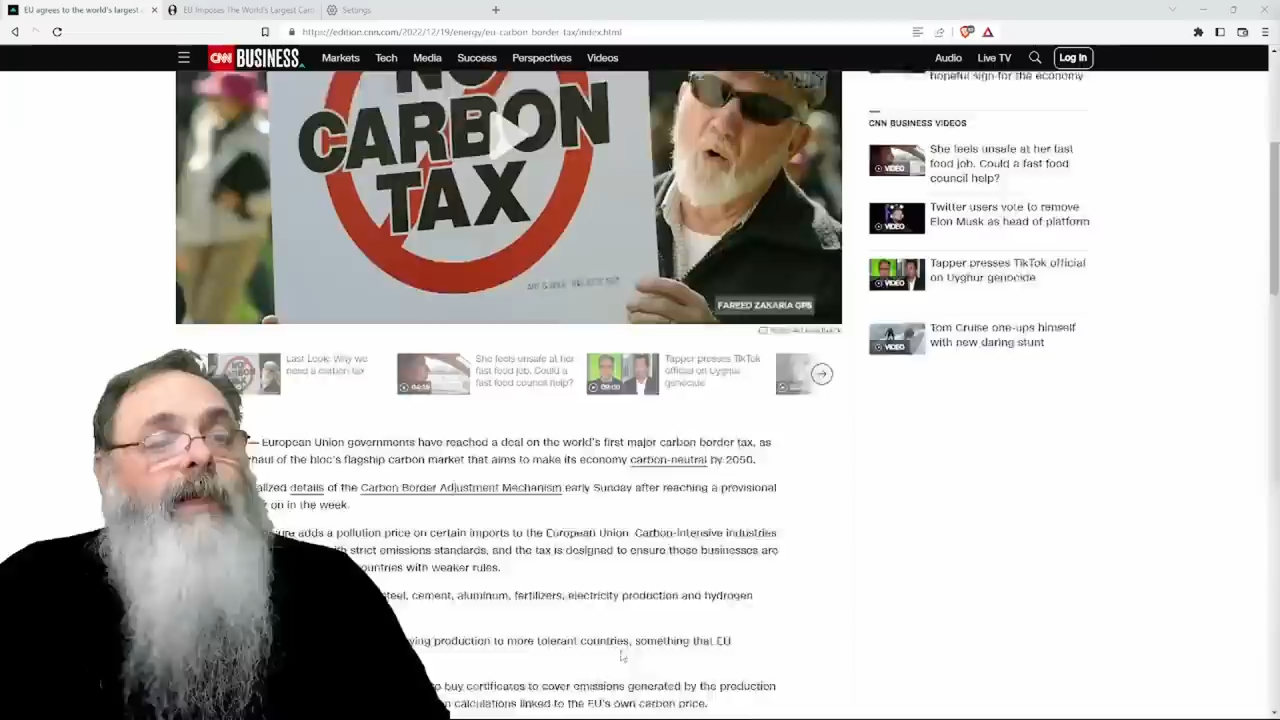 EU agrees to the world's largest
EU Imposes The World's Largest Carb
Settings
https://edition.cnn.com/2022/12/19/energy/eu-carbon-border-tax/index.html
CNN BUSINESS
Markets Tech Media Success Perspectives Videos
Audio Live TV Log In
NO
CARBON
TAX
FAREED ZAKARIA GPS
hopeful sign for the economy
CNN BUSINESS VIDEOS
She feels unsafe at her fast
food job. Could a fast food
council help?
VIDEO
Twitter users vote to remove
Elon Musk as head of platform
VIDEO
Tapper presses TikTok official
on Uyghur genocide
VIDEO
Tom Cruise one-ups himself
with new daring stunt
VIDEO
Last Look: Why we
need a carbon tax
She feels unsafe at her
fast food job. Could a
fast food council help?
Tapper presses TikTok
official on Uyghur
genocide
— European Union governments have reached a deal on the world's first major carbon border tax, as
haul of the bloc's flagship carbon market that aims to make its economy carbon-neutral by 2050.
alized details of the Carbon Border Adjustment Mechanism early Sunday after reaching a provisional
r on in the week.
ure adds a pollution price on certain imports to the European Union. Carbon-intensive industries
strict emissions standards, and the tax is designed to ensure those businesses are
ountries with weaker rules.
teel, cement, aluminum, fertilizers, electricity production and hydrogen
ving production to more tolerant countries, something that EU
o buy certificates to cover emissions generated by the production
n calculations linked to the EU's own carbon price.